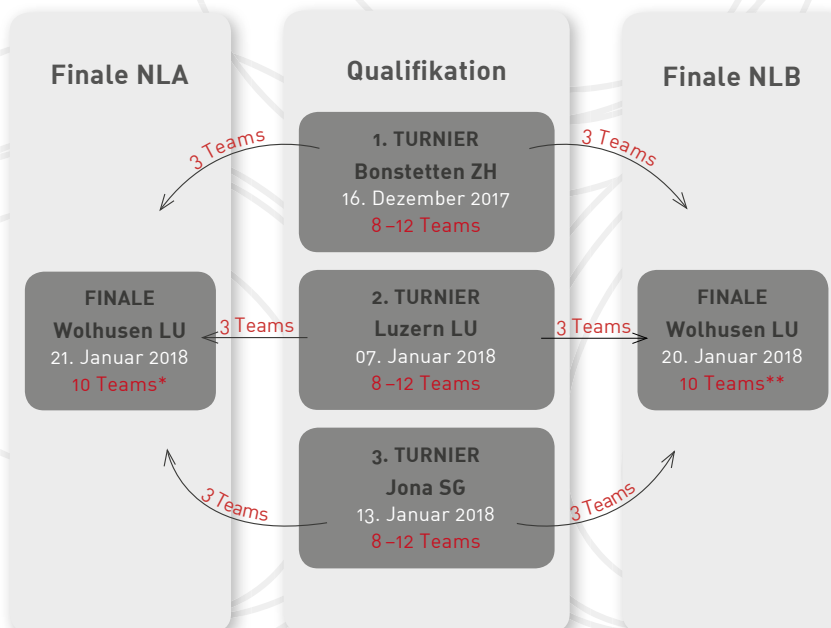 Finale NLA
3 Teams
FINALE
Wolhusen LU
21. Januar 2018
10 Teams*
3 Teams
3 Teams
Qualifikation
1. TURNIER
Bonstetten ZH
16. Dezember 2017
8–12 Teams
2. TURNIER
Luzern LU
07. Januar 2018
8–12 Teams
3. TURNIER
Jona SG
13. Januar 2018
8–12 Teams
Finale NLB
3 Teams
FINALE
Wolhusen LU
20. Januar 2018
10 Teams**
3 Teams
3 Teams